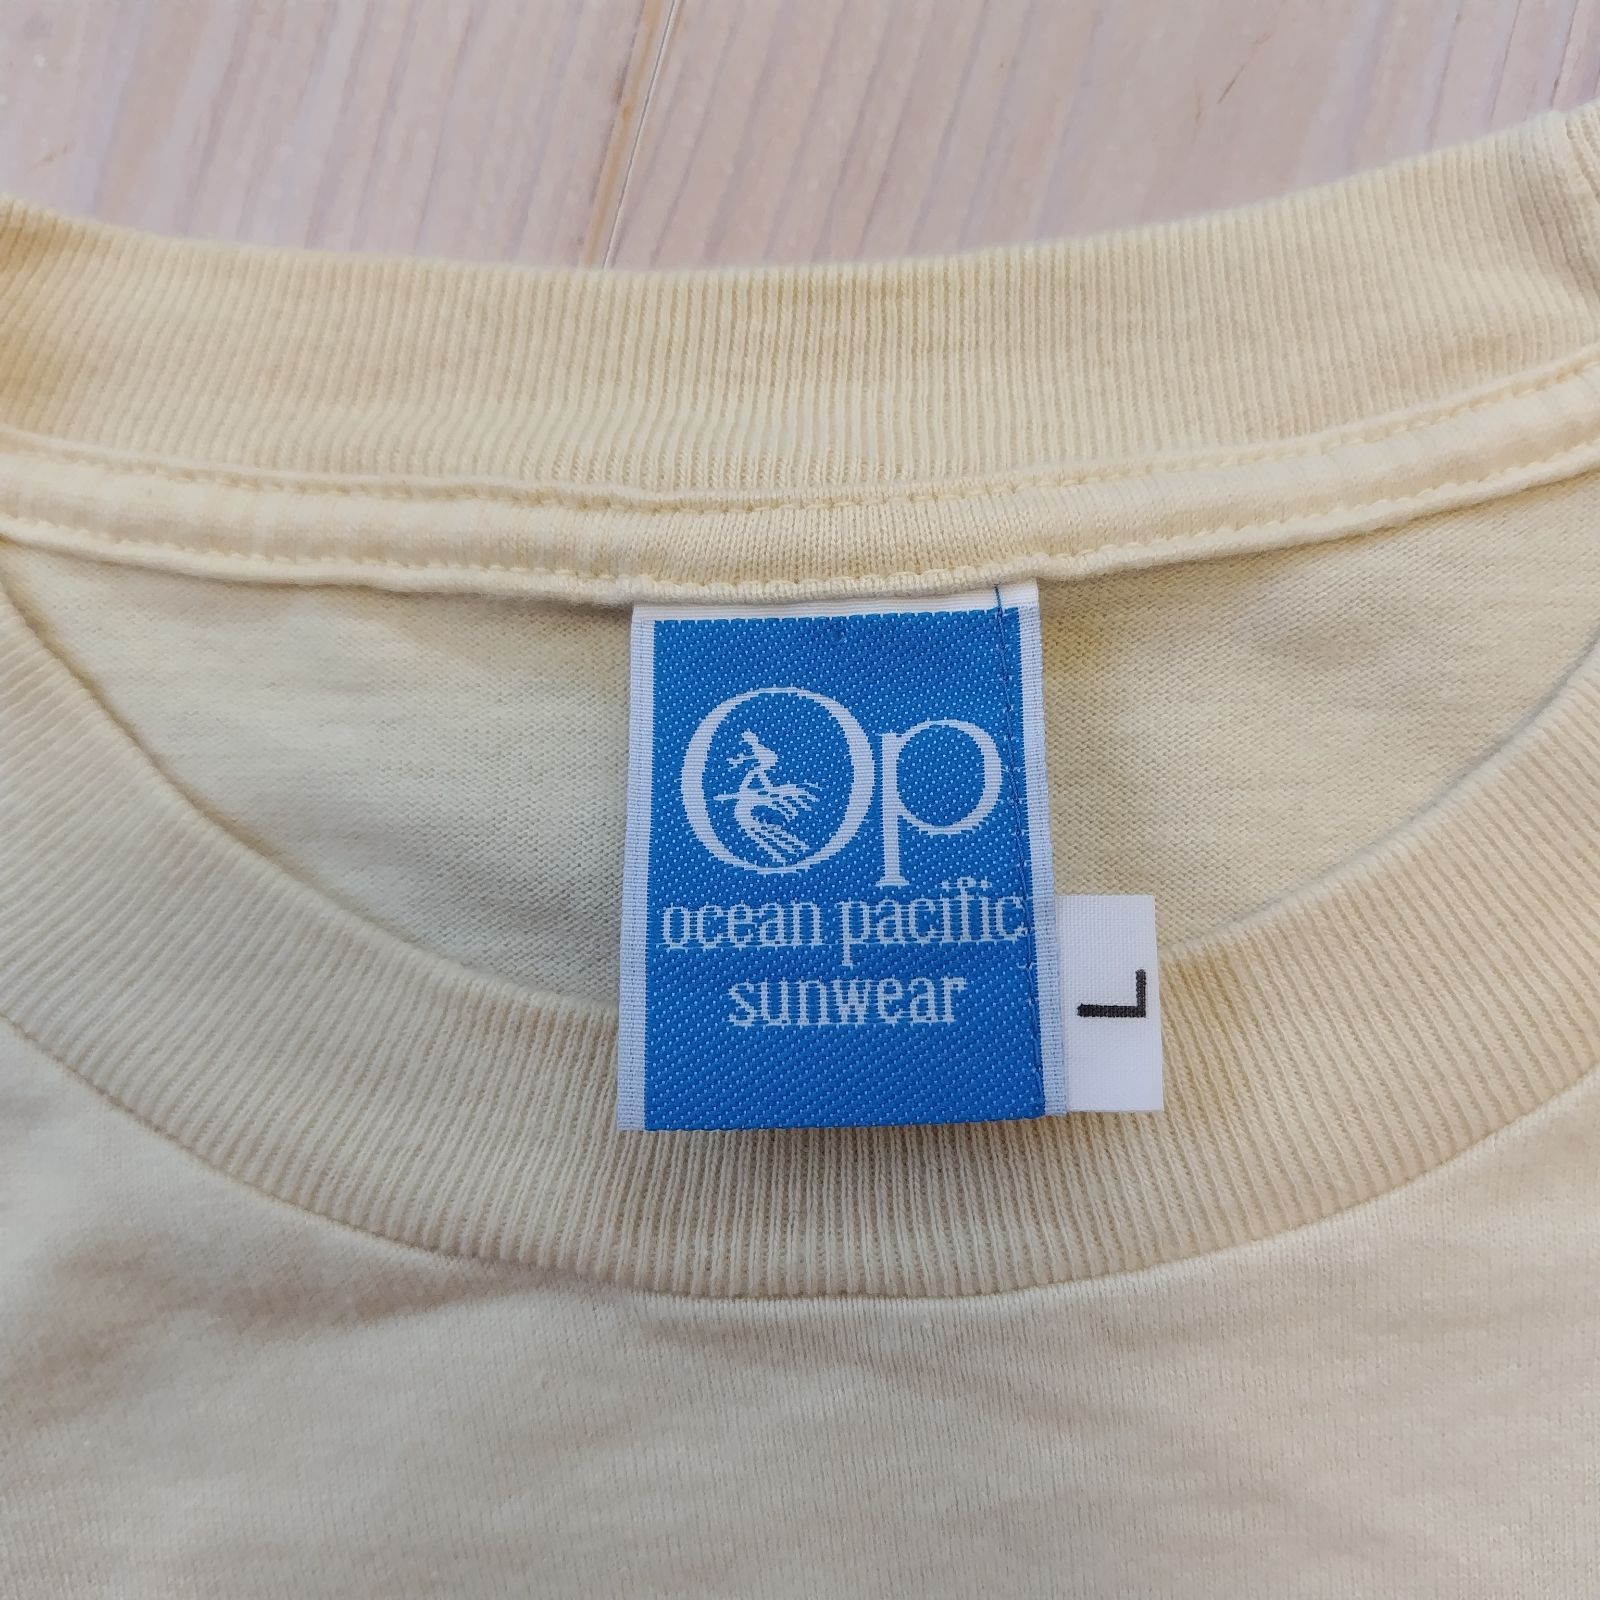 Op
ocean pacific
sunwear
L